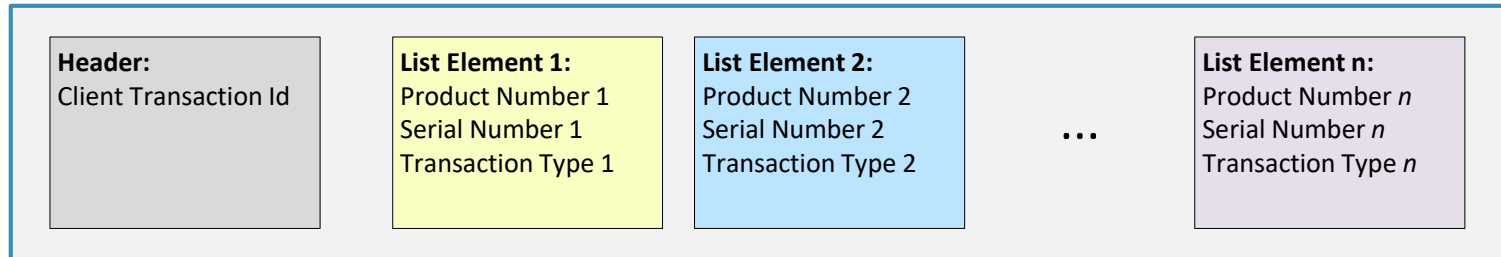 Header:
Client Transaction Id
List Element 1:
Product Number 1
Serial Number 1
Transaction Type 1
List Element 2:
Product Number 2
Serial Number 2
Transaction Type 2
...
List Element n:
Product Number n
Serial Number n
Transaction Type n